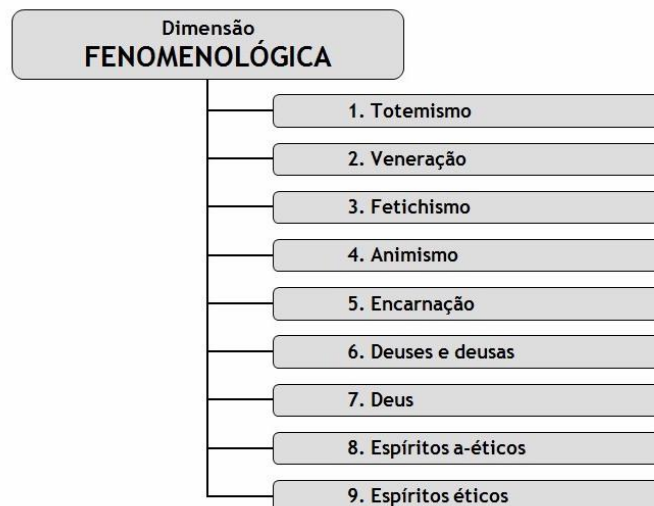 Dimensão
FENOMENOLÓGICA
1. Totemismo
2. Veneração
3. Fetichismo
4. Animismo
5. Encarnação
6. Deuses e deusas
7. Deus
8. Espíritos a-éticos
9. Espíritos éticos